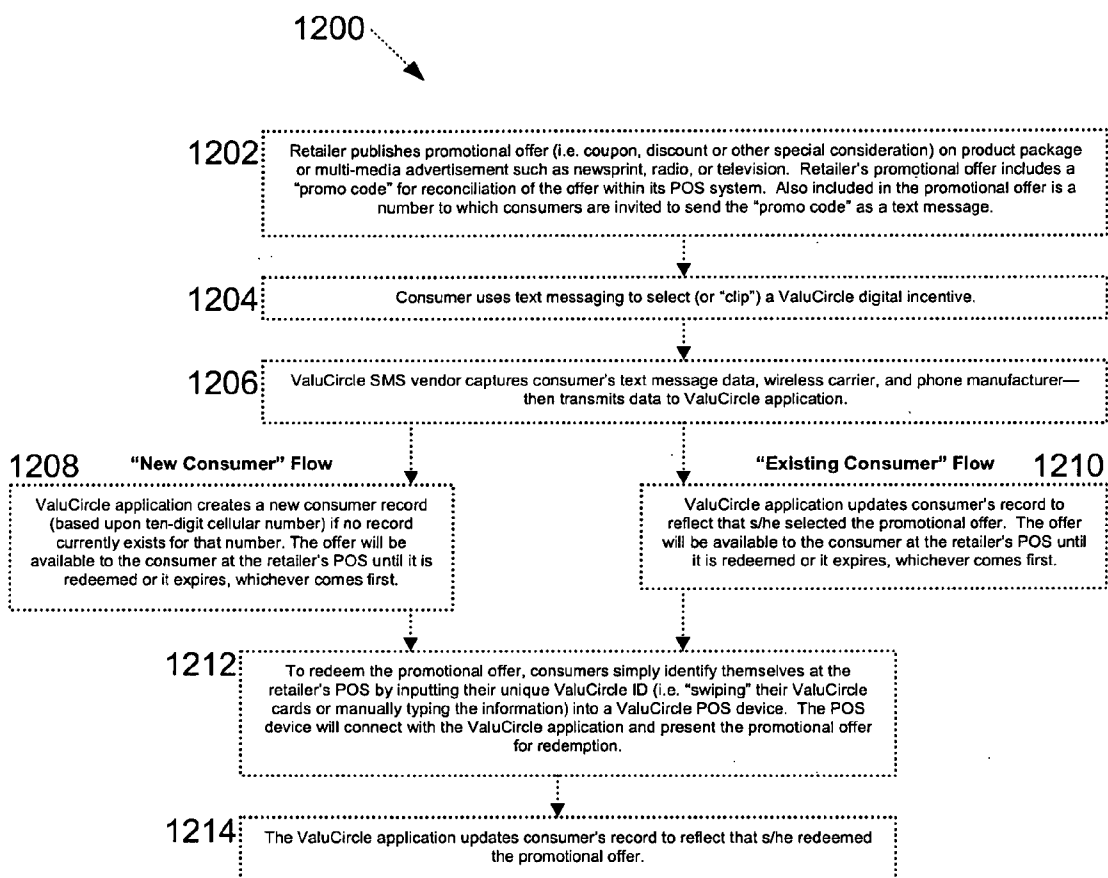 1200
1202
Retailer publishes promotional offer (i.e. coupon, discount or other special consideration) on product package
or multi-media advertisement such as newsprint, radio, or television. Retailer's promotional offer includes a
"promo code" for reconciliation of the offer within its POS system. Also included in the promotional offer is a
number to which consumers are invited to send the "promo code" as a text message.
1204
Consumer uses text messaging to select (or "clip") a ValuCircle digital incentive.
1206
ValuCircle SMS vendor captures consumer's text message data, wireless carrier, and phone manufacturer—
then transmits data to ValuCircle application.
1208
"New Consumer" Flow
ValuCircle application creates a new consumer record
(based upon ten-digit cellular number) if no record
currently exists for that number. The offer will be
available to the consumer at the retailer's POS until it is
redeemed or it expires, whichever comes first.
"Existing Consumer" Flow
1210
ValuCircle application updates consumer's record to
reflect that s/he selected the promotional offer. The offer
will be available to the consumer at the retailer's POS until
it is redeemed or it expires, whichever comes first.
1212
To redeem the promotional offer, consumers simply identify themselves at the
retailer's POS by inputting their unique ValuCircle ID (i.e. "swiping" their ValuCircle
cards or manually typing the information) into a ValuCircle POS device. The POS
device will connect with the ValuCircle application and present the promotional offer
for redemption.
1214
The ValuCircle application updates consumer's record to reflect that s/he redeemed
the promotional offer.